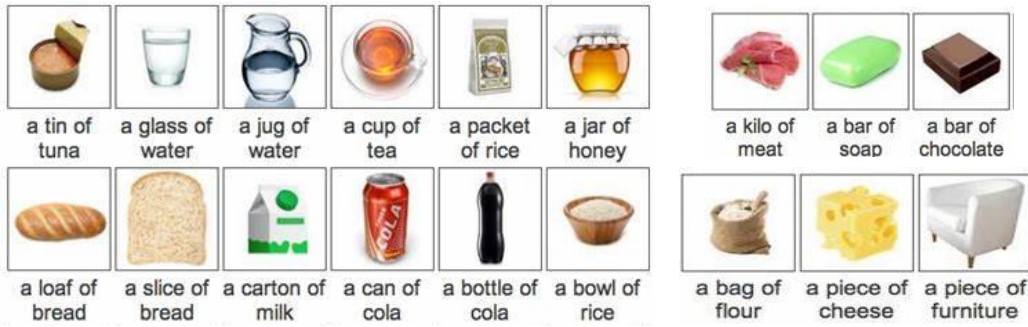 a tin of
tuna
a glass of
water
a jug of
water
a cup of
tea
a packet
of rice
a jar of
honey
a kilo of
meat
a bar of
soap
a bar of
chocolate
COLA
a loaf of
bread
a slice of
bread
a carton of
milk
a can of
cola
a bottle of
cola
a bowl of
rice
a bag of
flour
a piece of
cheese
a piece of
furniture